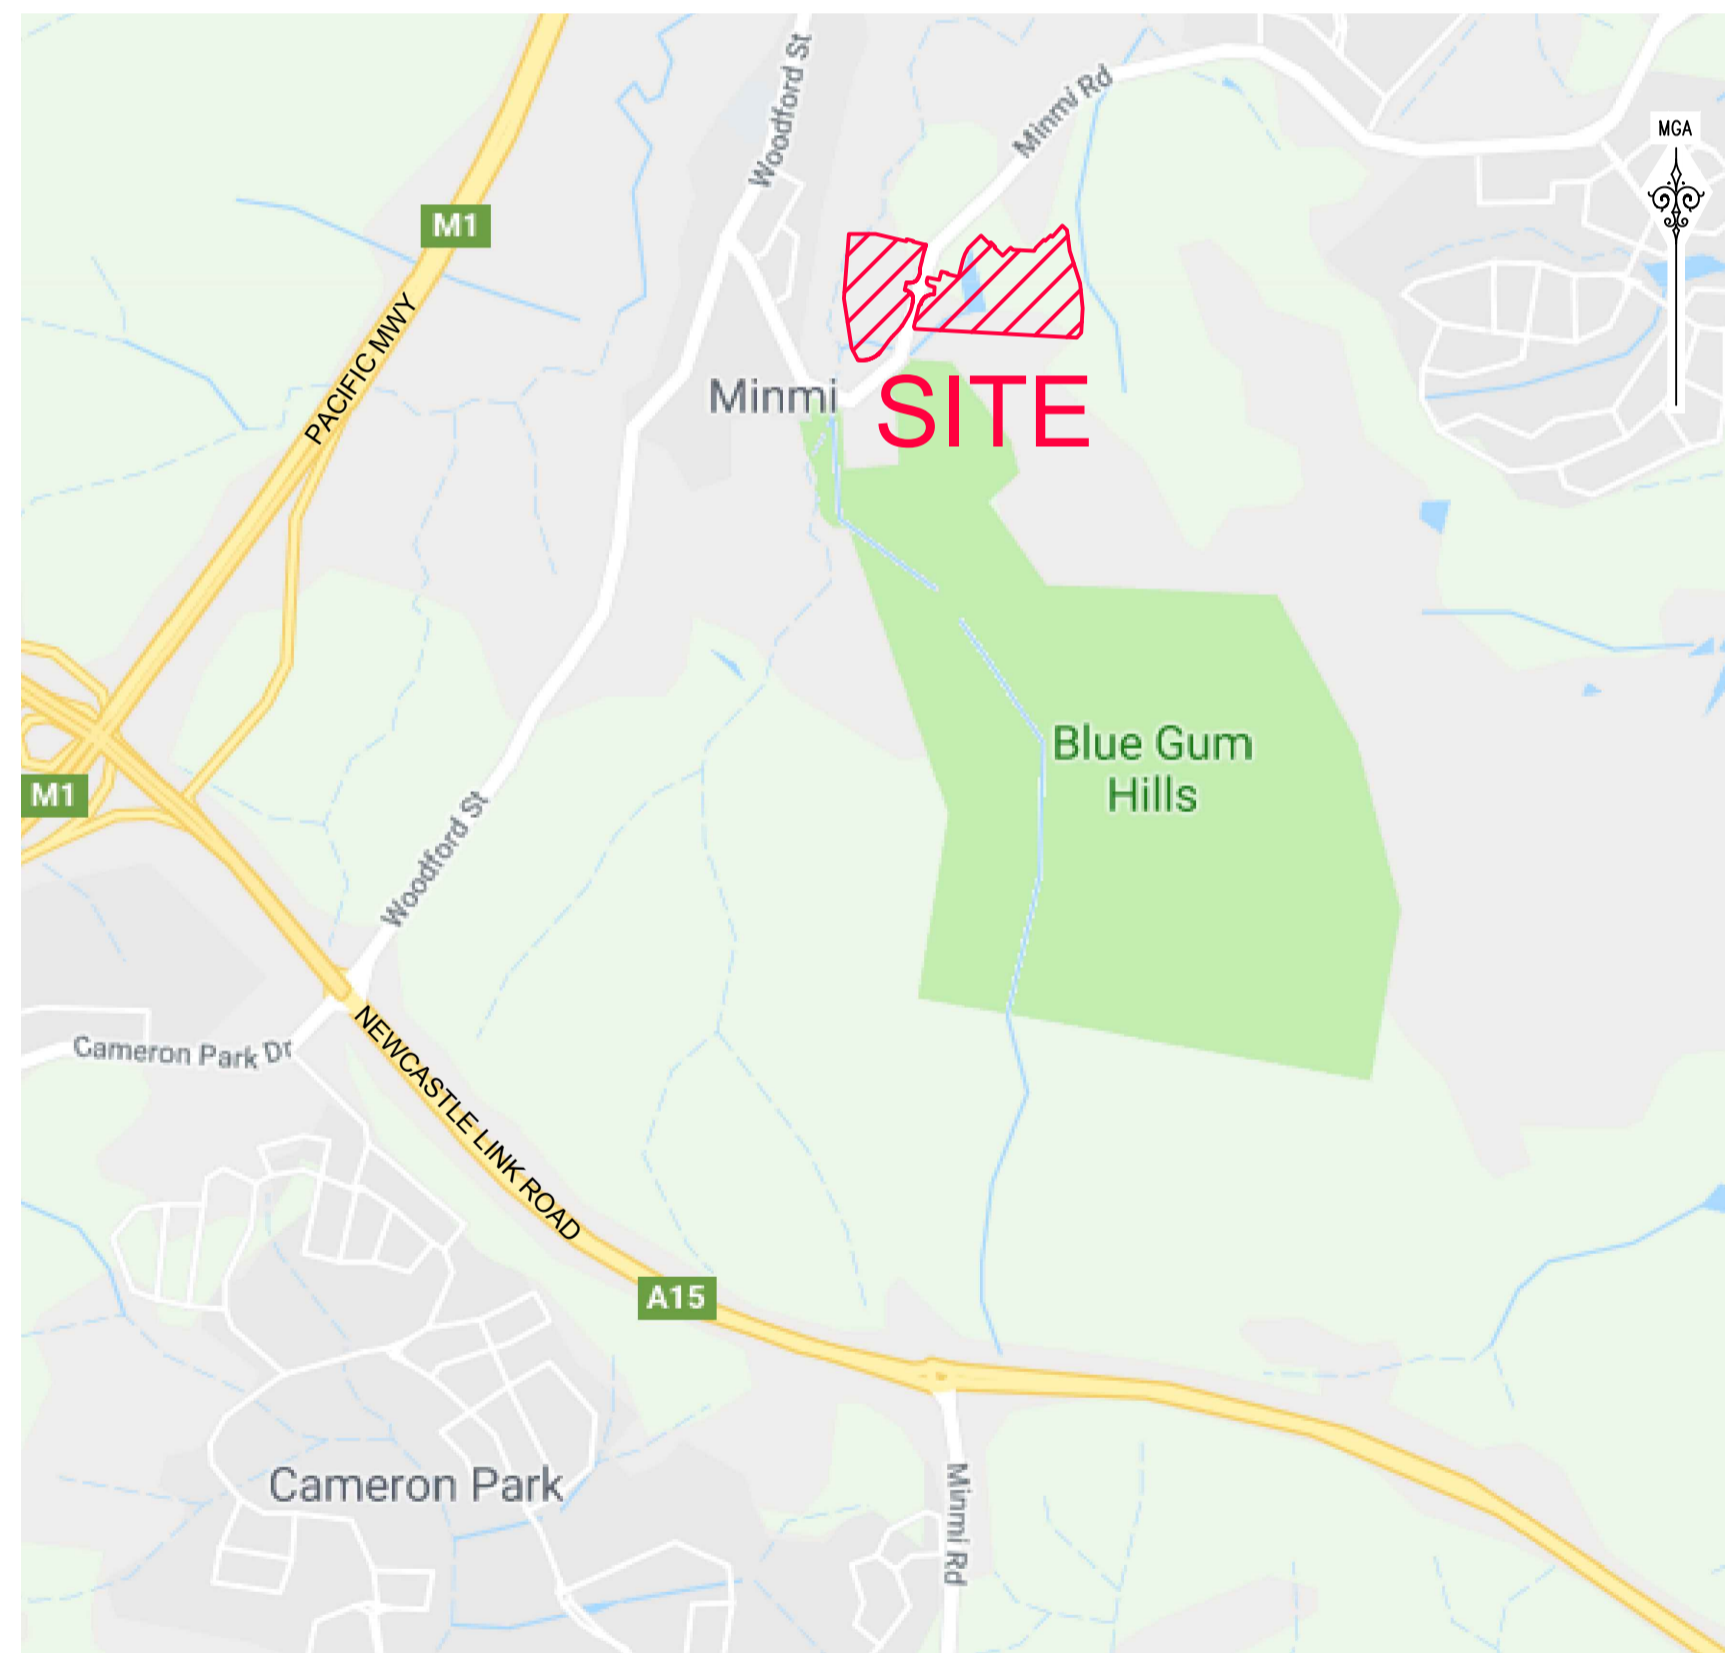 Woodford St
Minmi Rd
MGA
M1
PACIFIC MWY
Minmi
SITE
Blue Gum
Hills
M1
Woodford St
Cameron Park Dr
NEWCASTLE LINK ROAD
A15
Cameron Park
Minmi Rd